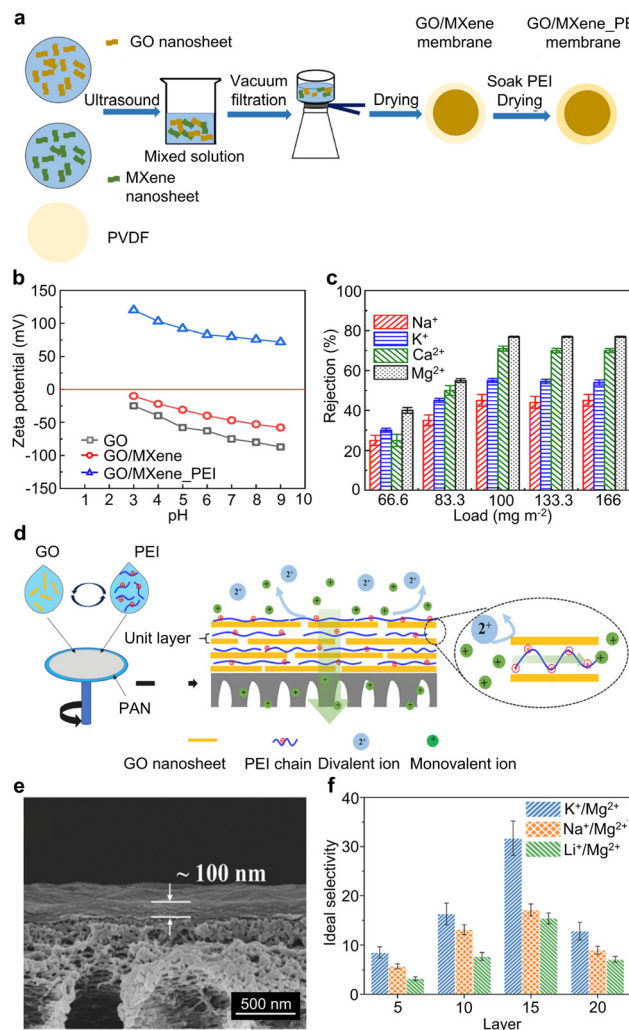 a
GO nanosheet
MXene
nanosheet
PVDF
Ultrasound
Mixed solution
Vacuum
filtration
Drying
GO/MXene
membrane
Soak PEI
Drying
GO/MXene_PEI
membrane
b
Zeta potential (mV)
150
100
50
0
-50
-100
-150
GO
GO/MXene
GO/MXene_PEI
1 2 3 4 5 6 7 8 9 10
pH
c
Rejection (%)
100
80
60
40
20
0
Na⁺
K⁺
Ca²⁺
Mg²⁺
66.6 83.3 100 133.3 166
Load (mg m⁻²)
d
GO
PEI
PAN
Unit layer
2⁺
2⁺
2⁺
2⁺
2⁺
GO nanosheet
PEI chain
Divalent ion
Monovalent ion
e
~ 100 nm
500 nm
f
Ideal selectivity
40
30
20
10
0
K⁺/Mg²⁺
Na⁺/Mg²⁺
Li⁺/Mg²⁺
5 10 15 20
Layer